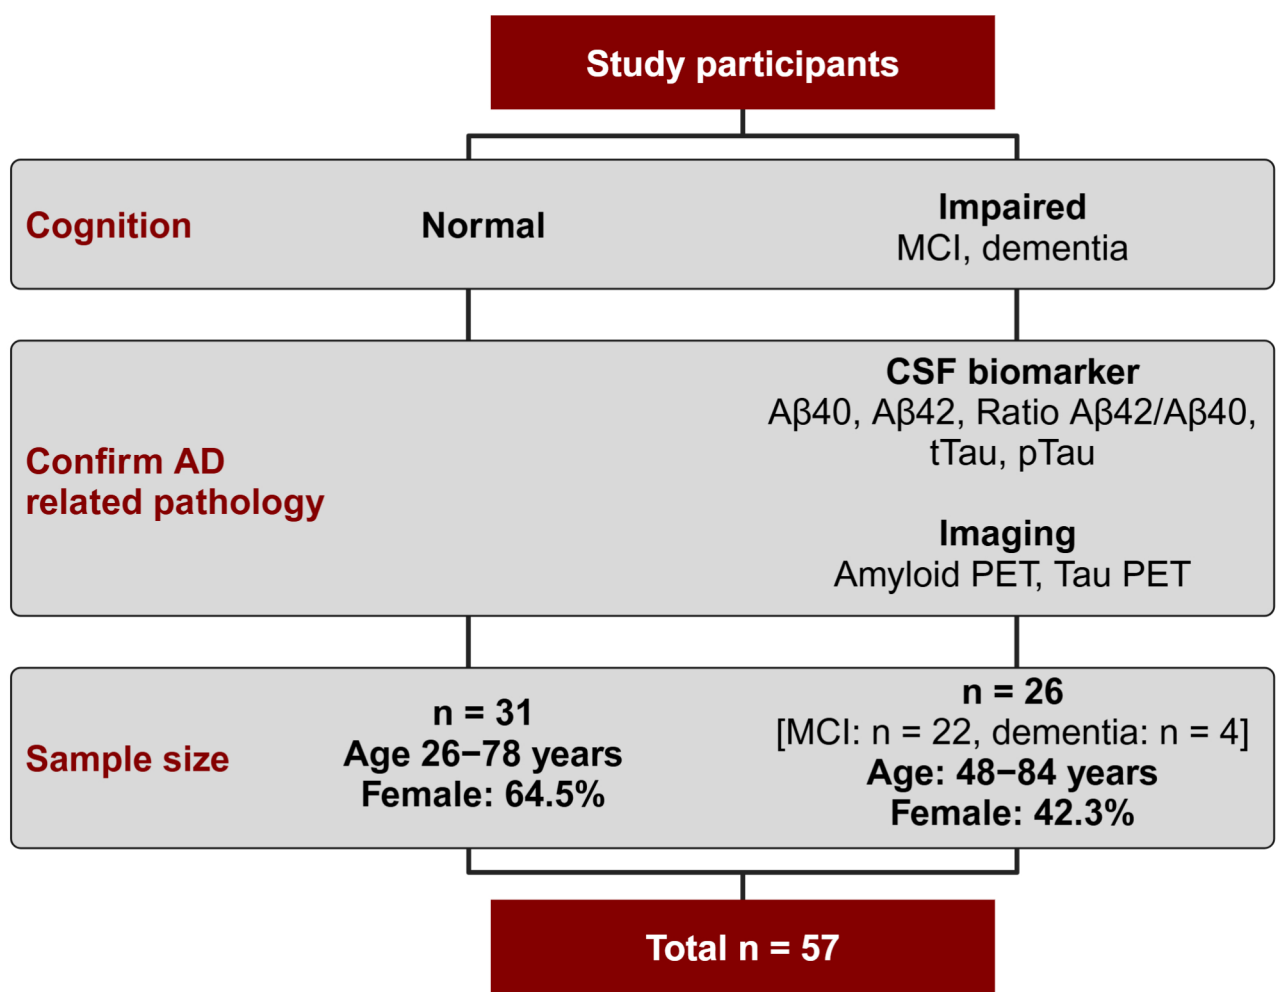 Study participants
Cognition
Normal
Impaired
MCI, dementia
Confirm AD
related pathology
CSF biomarker
Aβ40, Aβ42, Ratio Aβ42/Aβ40,
tTau, pTau
Imaging
Amyloid PET, Tau PET
Sample size
n = 31
Age 26−78 years
Female: 64.5%
n = 26
[MCI: n = 22, dementia: n = 4]
Age: 48−84 years
Female: 42.3%
Total n = 57